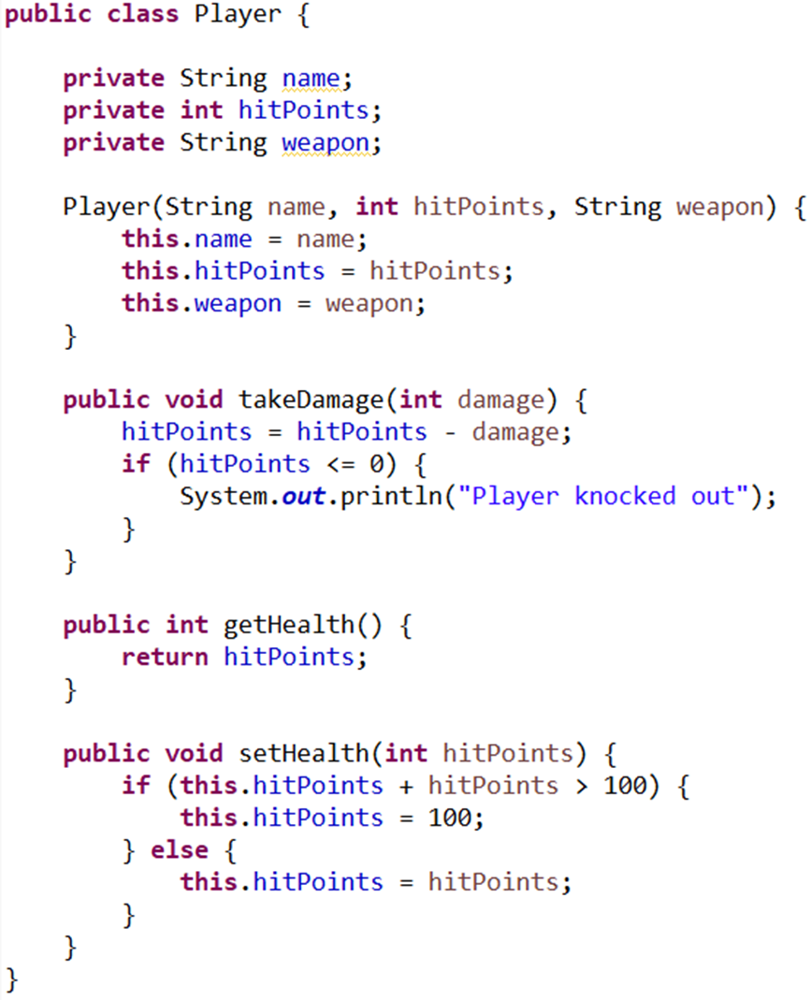 public class Player {
private String name;
private int hitPoints;
private String weapon;
Player(String name, int hitPoints, String weapon) {
this.name = name;
this.hitPoints = hitPoints;
this.weapon = weapon;
}
public void takeDamage(int damage) {
hitPoints = hitPoints - damage;
if (hitPoints <= 0) {
System.out.println("Player knocked out");
}
}
public int getHealth() {
return hitPoints;
}
public void setHealth(int hitPoints) {
if (this.hitPoints + hitPoints > 100) {
this.hitPoints = 100;
} else {
this.hitPoints = hitPoints;
}
}
}